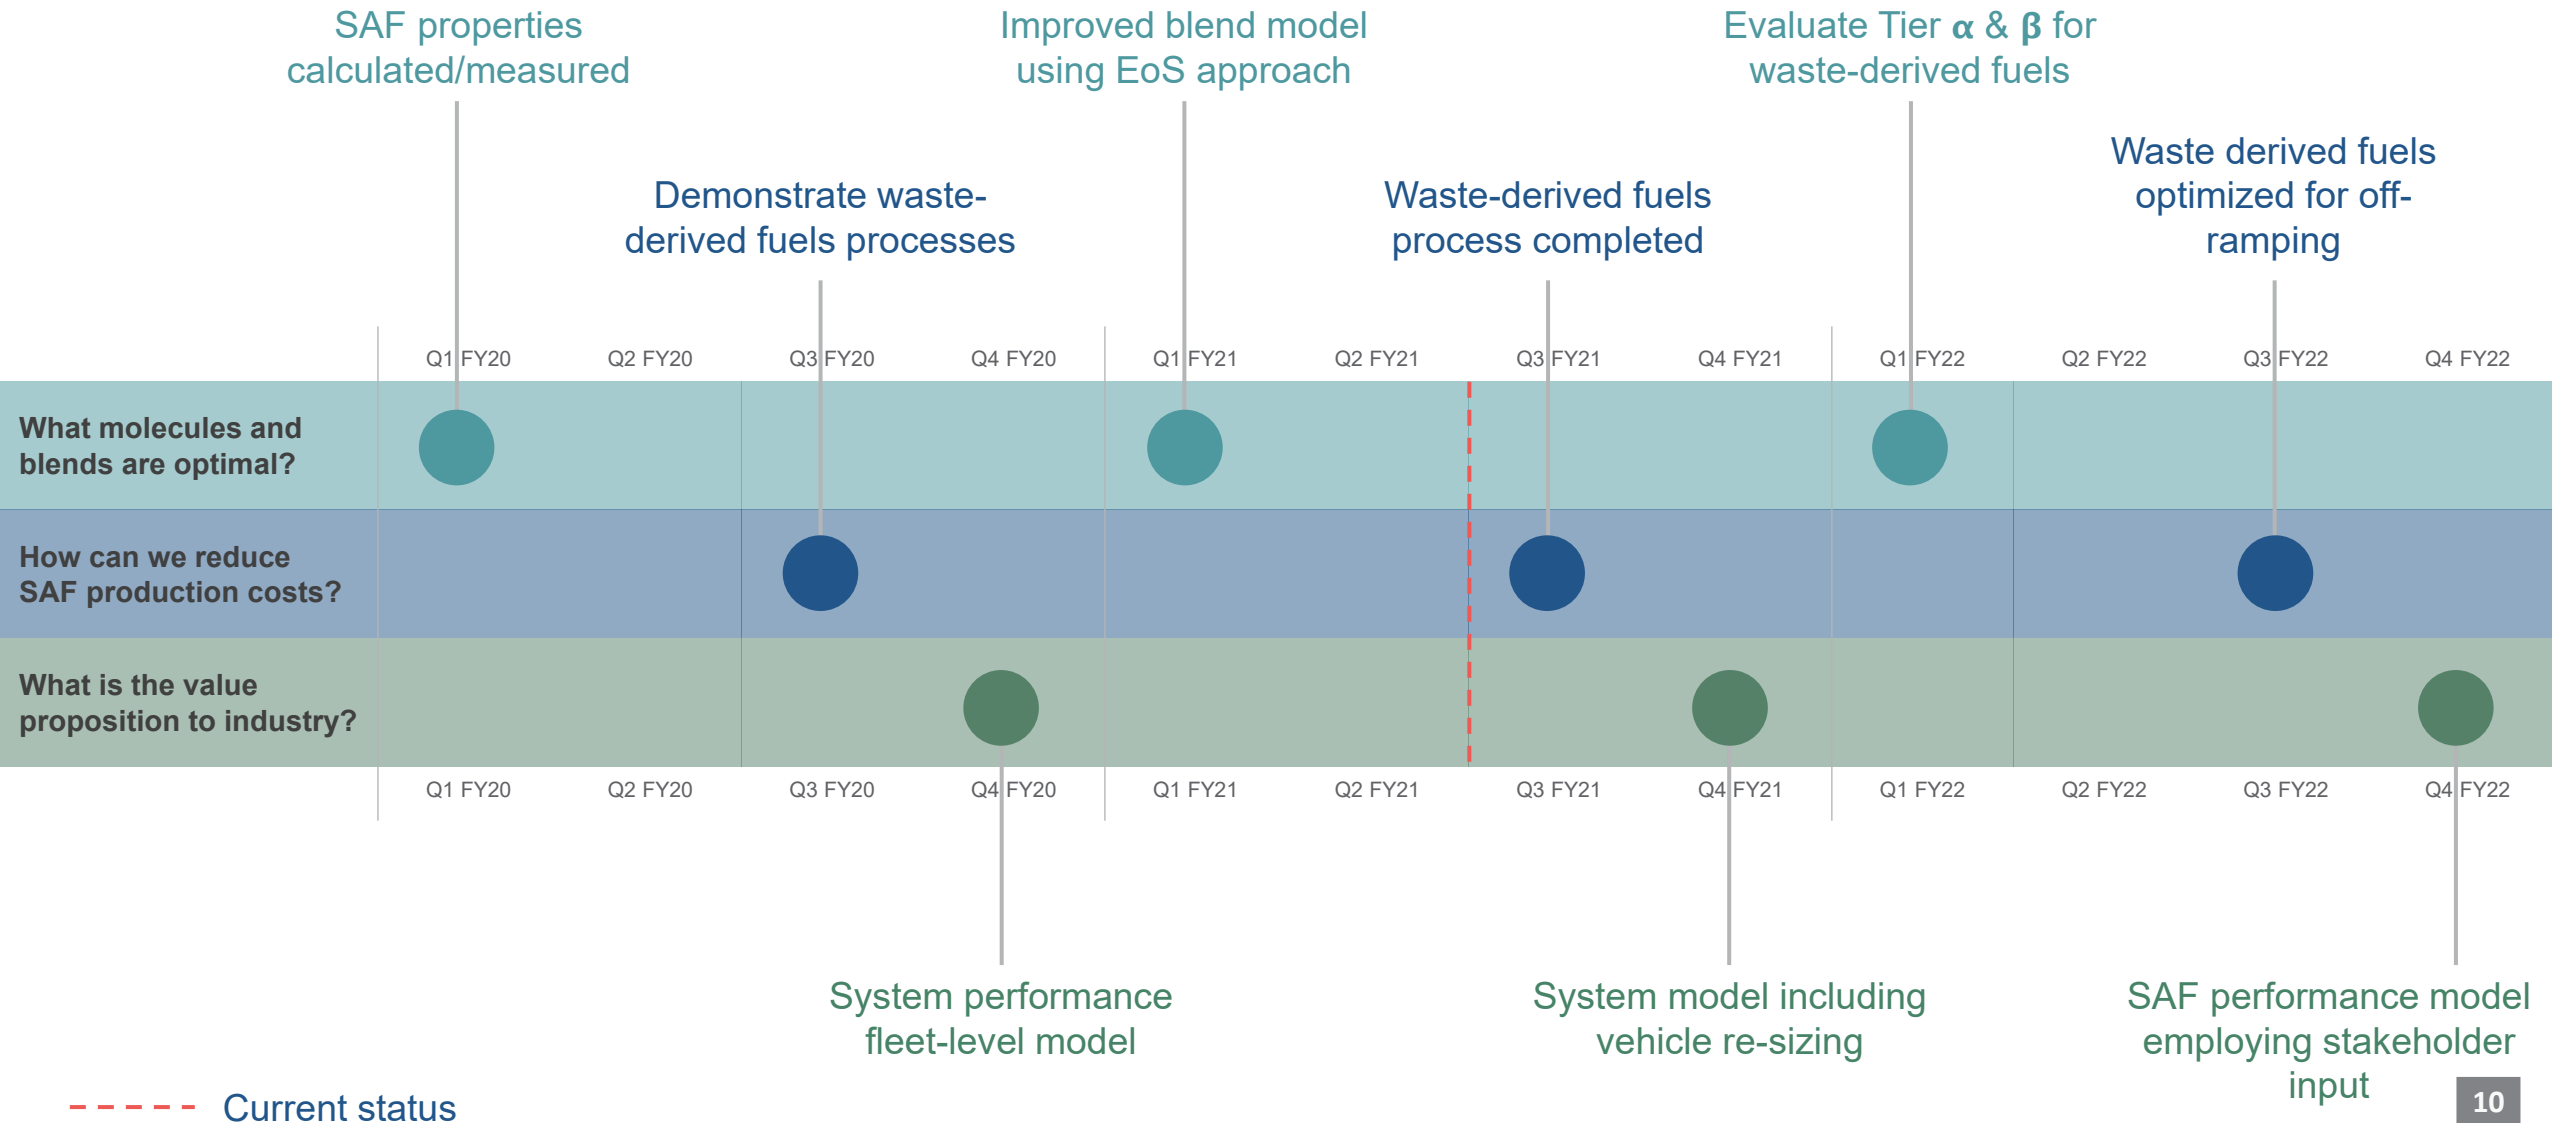 SAF properties
calculated/measured
Improved blend model
using EoS approach
Evaluate Tier α & β for
waste-derived fuels
Demonstrate waste-
derived fuels processes
Waste-derived fuels
process completed
Waste derived fuels
optimized for off-
ramping
Q1 FY20 Q2 FY20 Q3 FY20 Q4 FY20 Q1 FY21 Q2 FY21 Q3 FY21 Q4 FY21 Q1 FY22 Q2 FY22 Q3 FY22 Q4 FY22
What molecules and
blends are optimal?
How can we reduce
SAF production costs?
What is the value
proposition to industry?
Q1 FY20 Q2 FY20 Q3 FY20 Q4 FY20 Q1 FY21 Q2 FY21 Q3 FY21 Q4 FY21 Q1 FY22 Q2 FY22 Q3 FY22 Q4 FY22
System performance
fleet-level model
System model including
vehicle re-sizing
SAF performance model
employing stakeholder
input
Current status
10